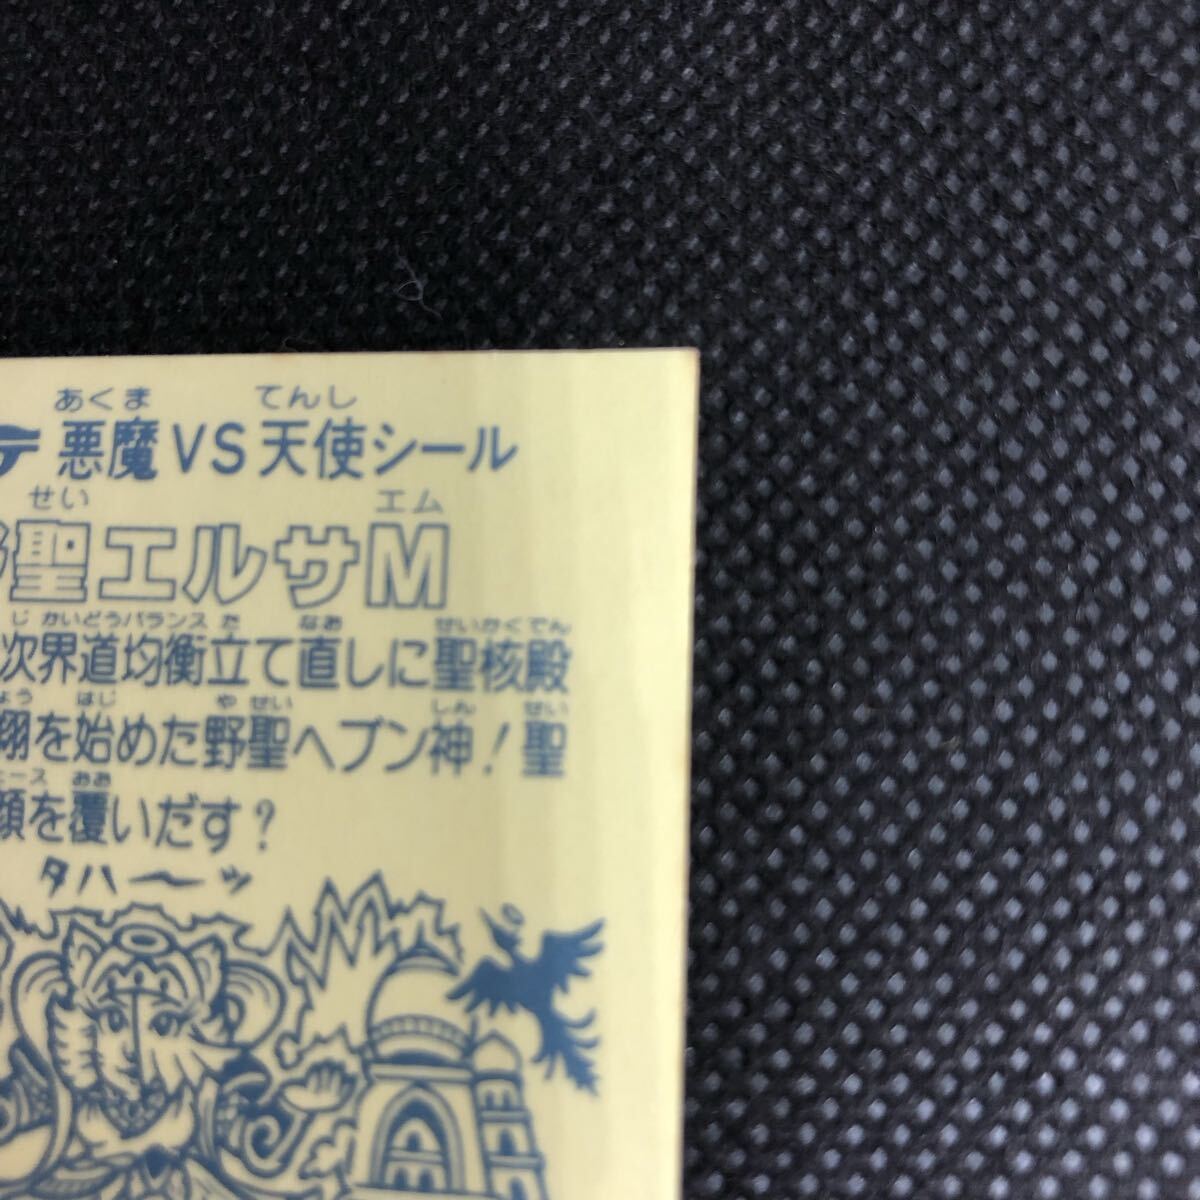 あくま てんし
悪魔VS天使シール
せい エム
聖エルサM
じかいどうバランス た なお せいかくでん
次界道均衡立て直しに聖核殿
ょう はじ や せい しん せい
翔を始めた野聖ヘブン神!聖
ェース おお
顔を覆いだす?
タハ〜ッ